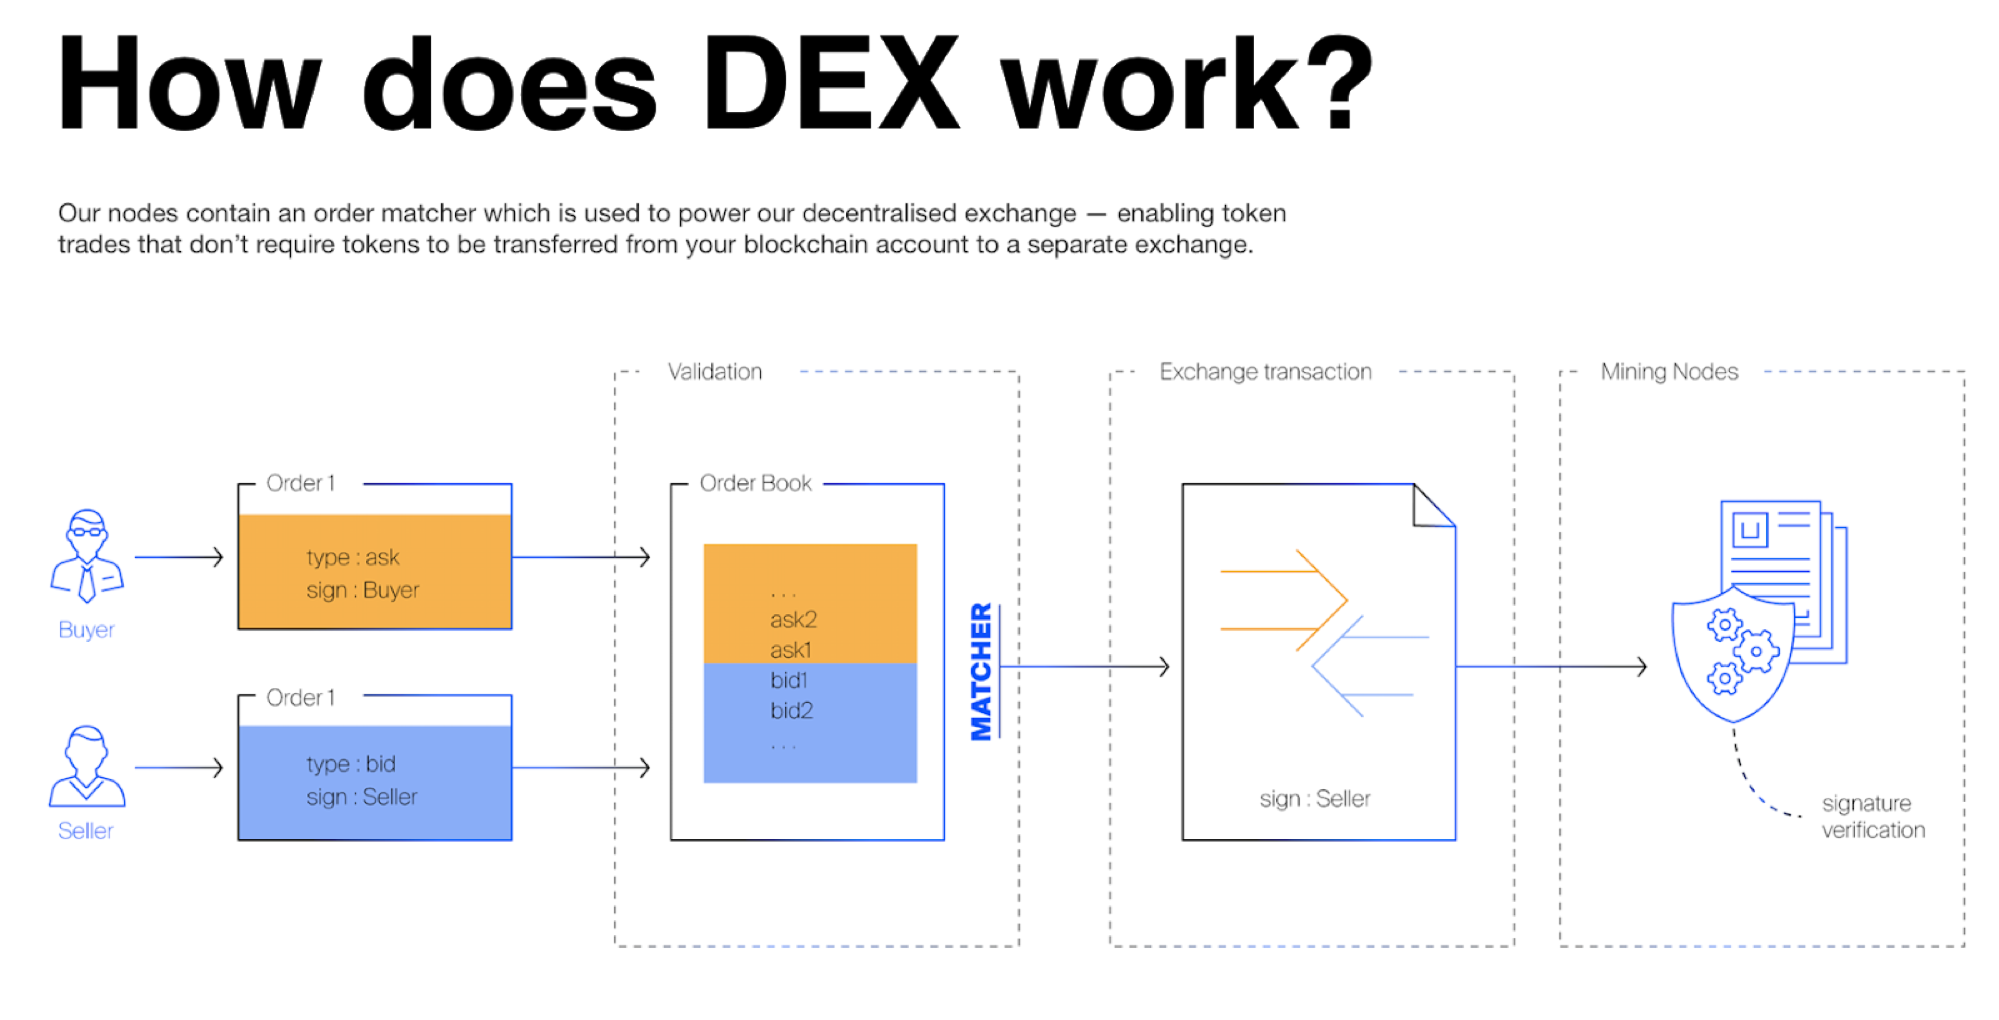 How does DEX work?
Our nodes contain an order matcher which is used to power our decentralised exchange — enabling token
trades that don’t require tokens to be transferred from your blockchain account to a separate exchange.
Validation
Exchange transaction
Mining Nodes
Order 1
type : ask
sign : Buyer
Buyer
Order 1
type : bid
sign : Seller
Seller
Order Book
. . .
ask2
ask1
bid1
bid2
. . .
MATCHER
sign : Seller
signature
verification